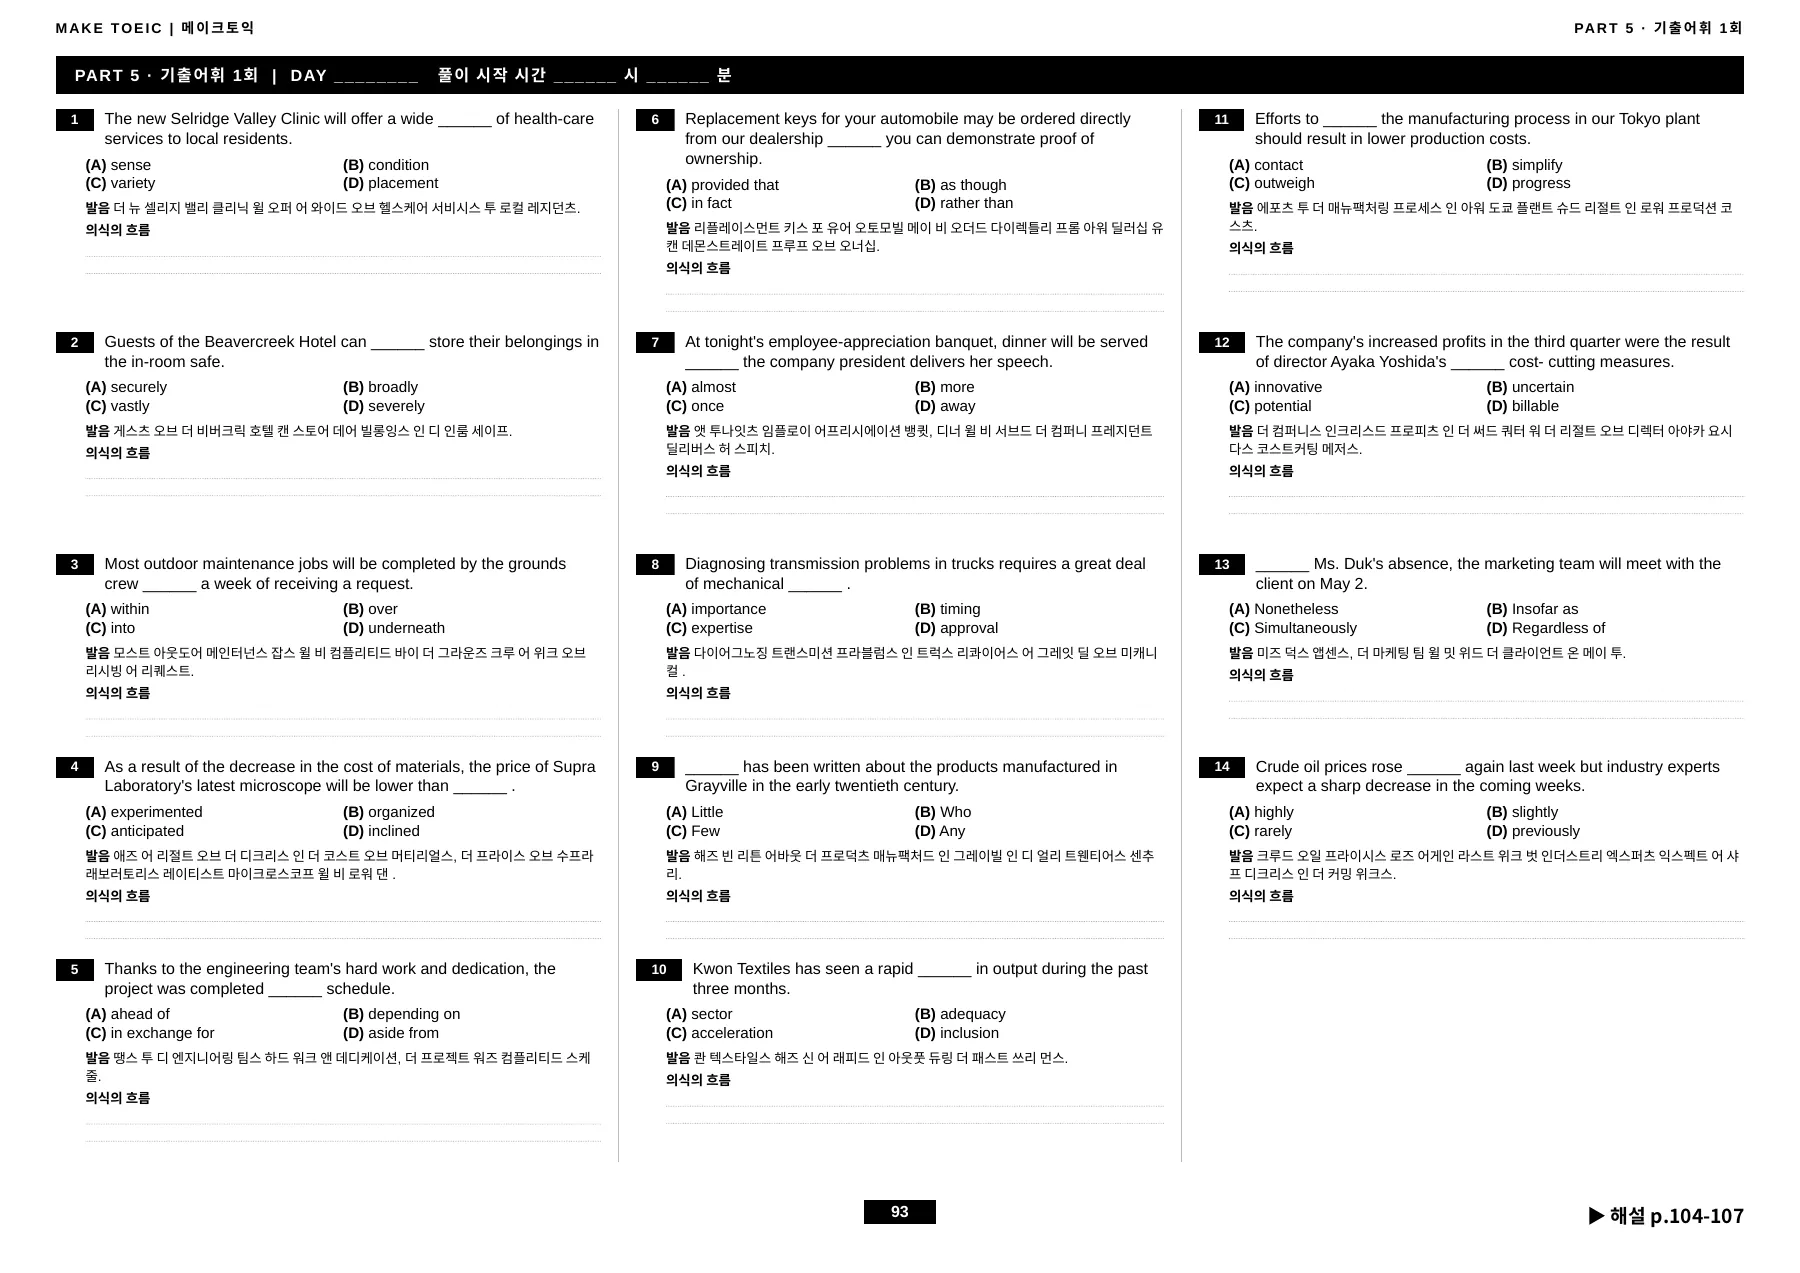 MAKE TOEIC | 메이크토익
PART 5 · 기출어휘 1회
PART 5 · 기출어휘 1회 | DAY ________ 풀이 시작 시간 ______ 시 ______ 분
1
The new Selridge Valley Clinic will offer a wide ______ of health-care
services to local residents.
(A) sense (B) condition
(C) variety (D) placement
발음 더 뉴 셀리지 밸리 클리닉 윌 오퍼 어 와이드 오브 헬스케어 서비시스 투 로컬 레지던츠.
의식의 흐름
2
Guests of the Beavercreek Hotel can ______ store their belongings in
the in-room safe.
(A) securely (B) broadly
(C) vastly (D) severely
발음 게스츠 오브 더 비버크릭 호텔 캔 스토어 데어 빌롱잉스 인 디 인룸 세이프.
의식의 흐름
3
Most outdoor maintenance jobs will be completed by the grounds
crew ______ a week of receiving a request.
(A) within (B) over
(C) into (D) underneath
발음 모스트 아웃도어 메인터넌스 잡스 윌 비 컴플리티드 바이 더 그라운즈 크루 어 위크 오브
리시빙 어 리퀘스트.
의식의 흐름
4
As a result of the decrease in the cost of materials, the price of Supra
Laboratory's latest microscope will be lower than ______ .
(A) experimented (B) organized
(C) anticipated (D) inclined
발음 애즈 어 리절트 오브 더 디크리스 인 더 코스트 오브 머티리얼스, 더 프라이스 오브 수프라
래보러토리스 레이티스트 마이크로스코프 윌 비 로워 댄 .
의식의 흐름
5
Thanks to the engineering team's hard work and dedication, the
project was completed ______ schedule.
(A) ahead of (B) depending on
(C) in exchange for (D) aside from
발음 땡스 투 디 엔지니어링 팀스 하드 워크 앤 데디케이션, 더 프로젝트 워즈 컴플리티드 스케
줄.
의식의 흐름
6
Replacement keys for your automobile may be ordered directly
from our dealership ______ you can demonstrate proof of
ownership.
(A) provided that (B) as though
(C) in fact (D) rather than
발음 리플레이스먼트 키스 포 유어 오토모빌 메이 비 오더드 다이렉틀리 프롬 아워 딜러십 유
캔 데몬스트레이트 프루프 오브 오너십.
의식의 흐름
7
At tonight's employee-appreciation banquet, dinner will be served
______ the company president delivers her speech.
(A) almost (B) more
(C) once (D) away
발음 앳 투나잇츠 임플로이 어프리시에이션 뱅큇, 디너 윌 비 서브드 더 컴퍼니 프레지던트
딜리버스 허 스피치.
의식의 흐름
8
Diagnosing transmission problems in trucks requires a great deal
of mechanical ______ .
(A) importance (B) timing
(C) expertise (D) approval
발음 다이어그노징 트랜스미션 프라블럼스 인 트럭스 리콰이어스 어 그레잇 딜 오브 미캐니
컬 .
의식의 흐름
9
______ has been written about the products manufactured in
Grayville in the early twentieth century.
(A) Little (B) Who
(C) Few (D) Any
발음 해즈 빈 리튼 어바웃 더 프로덕츠 매뉴팩처드 인 그레이빌 인 디 얼리 트웬티어스 센추
리.
의식의 흐름
10
Kwon Textiles has seen a rapid ______ in output during the past
three months.
(A) sector (B) adequacy
(C) acceleration (D) inclusion
발음 콴 텍스타일스 해즈 신 어 래피드 인 아웃풋 듀링 더 패스트 쓰리 먼스.
의식의 흐름
11
Efforts to ______ the manufacturing process in our Tokyo plant
should result in lower production costs.
(A) contact (B) simplify
(C) outweigh (D) progress
발음 에포츠 투 더 매뉴팩처링 프로세스 인 아워 도쿄 플랜트 슈드 리절트 인 로워 프로덕션 코
스츠.
의식의 흐름
12
The company's increased profits in the third quarter were the result
of director Ayaka Yoshida's ______ cost- cutting measures.
(A) innovative (B) uncertain
(C) potential (D) billable
발음 더 컴퍼니스 인크리스드 프로피츠 인 더 써드 쿼터 워 더 리절트 오브 디렉터 아야카 요시
다스 코스트커팅 메저스.
의식의 흐름
13
______ Ms. Duk's absence, the marketing team will meet with the
client on May 2.
(A) Nonetheless (B) Insofar as
(C) Simultaneously (D) Regardless of
발음 미즈 덕스 앱센스, 더 마케팅 팀 윌 밋 위드 더 클라이언트 온 메이 투.
의식의 흐름
14
Crude oil prices rose ______ again last week but industry experts
expect a sharp decrease in the coming weeks.
(A) highly (B) slightly
(C) rarely (D) previously
발음 크루드 오일 프라이시스 로즈 어게인 라스트 위크 벗 인더스트리 엑스퍼츠 익스펙트 어 샤
프 디크리스 인 더 커밍 위크스.
의식의 흐름
93
▶ 해설 p.104-107